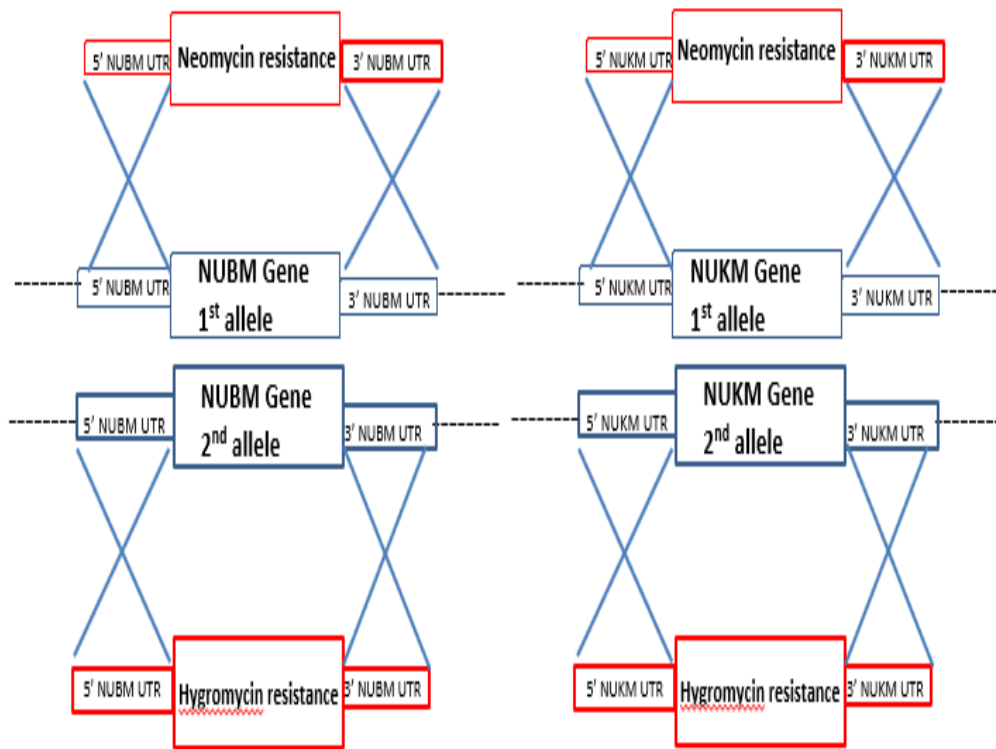 5' NUBM UTR
Neomycin resistance
3' NUBM UTR
5' NUKM UTR
Neomycin resistance
3' NUKM UTR
5' NUBM UTR
NUBM Gene
1st allele
3' NUBM UTR
5' NUKM UTR
NUKM Gene
1st allele
3' NUKM UTR
5' NUBM UTR
NUBM Gene
2nd allele
3' NUBM UTR
5' NUKM UTR
NUKM Gene
2nd allele
3' NUKM UTR
5' NUBM UTR
Hygromycin resistance
3' NUBM UTR
5' NUKM UTR
Hygromycin resistance
3' NUKM UTR